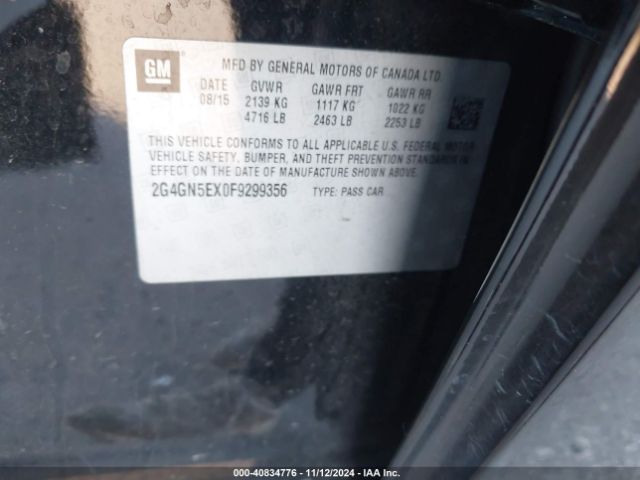 GM
MFD BY GENERAL MOTORS OF CANADA LTD.
DATE GVWR GAWR FRT GAWR RR
08/15 2139 KG 1117 KG 1022 KG
4716 LB 2463 LB 2253 LB
THIS VEHICLE CONFORMS TO ALL APPLICABLE U.S. FEDERAL MOTOR
VEHICLE SAFETY, BUMPER, AND THEFT PREVENTION STANDARDS IN
EFFECT ON THE DATE OF MANUFACTURE SHOWN ABOVE.
2G4GN5EX0F9299356 TYPE: PASS CAR
000-40834776 - 11/12/2024 - IAA Inc.